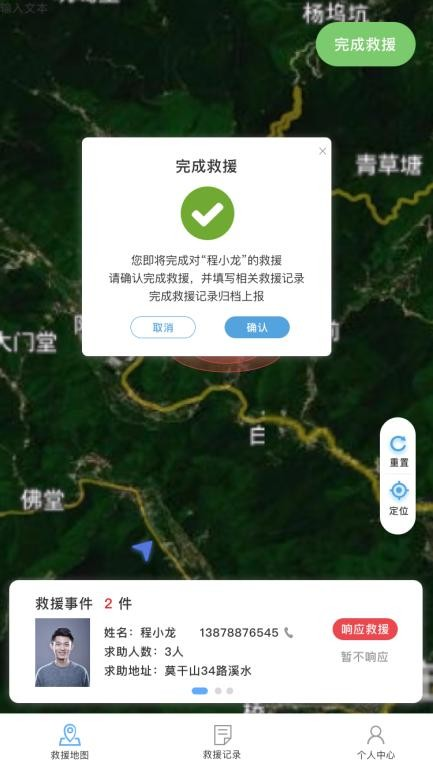 输入文本
杨坞坑
完成救援
青草塘
完成救援
您即将完成对“程小龙”的救援
请确认完成救援，并填写相关救援记录
完成救援记录归档上报
取消
确认
大门堂
重置
定位
佛堂
救援事件 2 件
姓名：程小龙 13878876545
响应救援
求助人数：3人
暂不响应
求助地址：莫干山34路溪水
救援地图
救援记录
个人中心